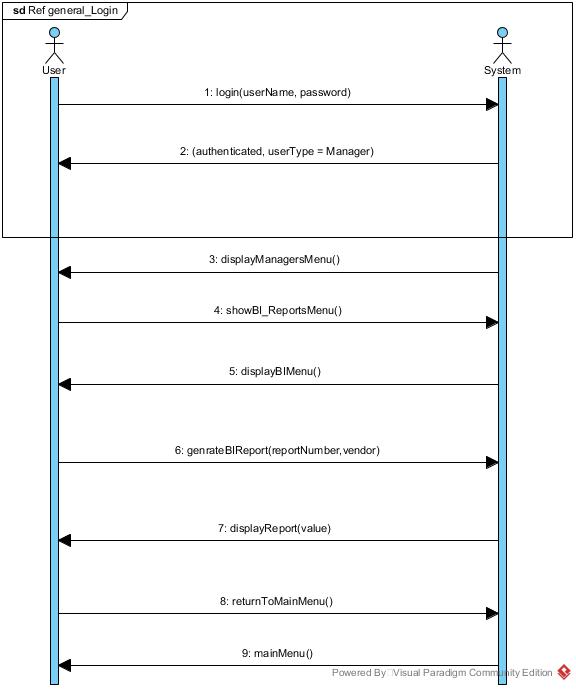 sd Ref general_Login
User
System
1: login(userName, password)
2: (authenticated, userType = Manager)
3: displayManagersMenu()
4: showBI_ReportsMenu()
5: displayBIMenu()
6: genrateBIReport(reportNumber,vendor)
7: displayReport(value)
8: returnToMainMenu()
9: mainMenu()
Powered By Visual Paradigm Community Edition